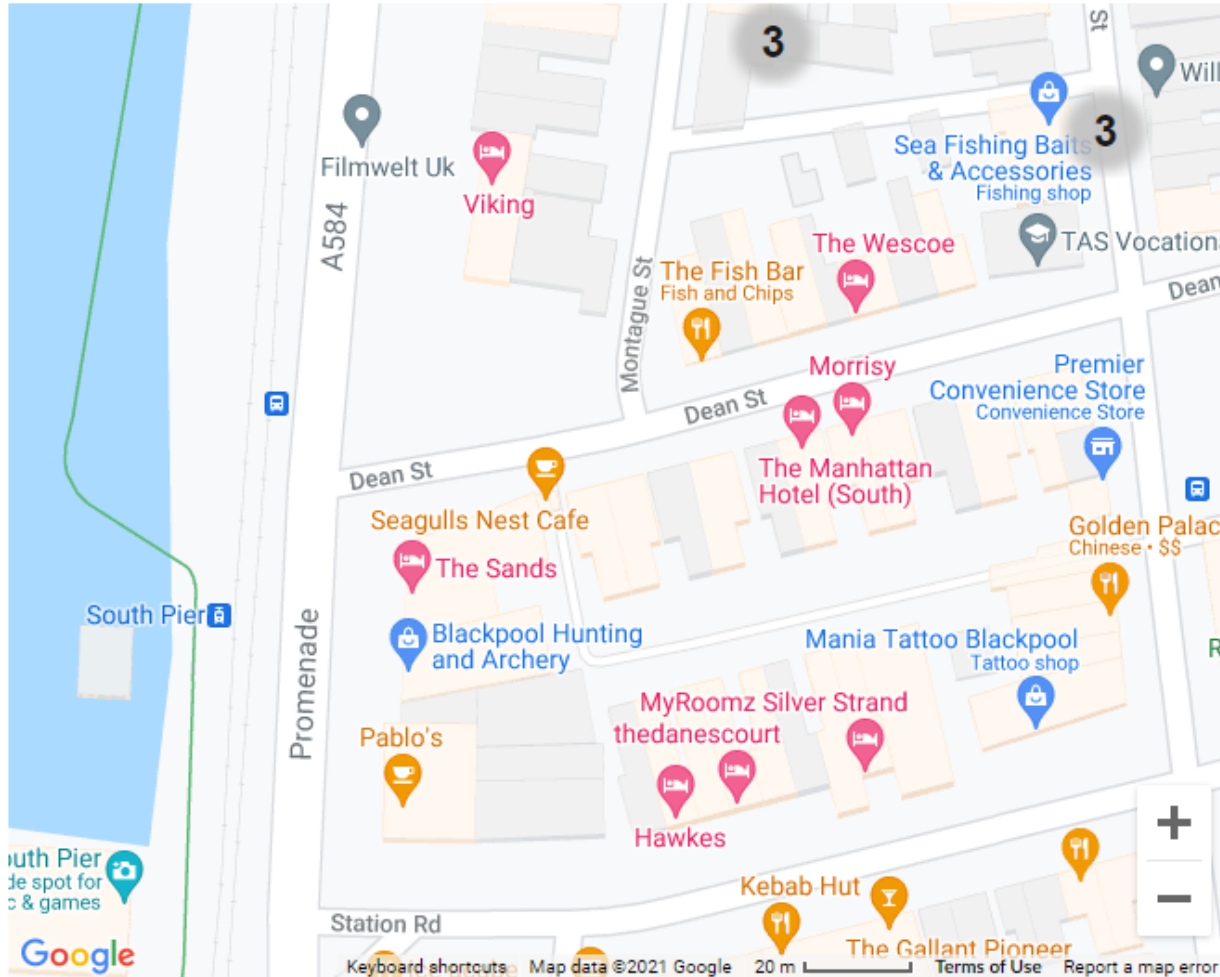 3
St
Will
Filmwelt Uk
3
Sea Fishing Baits
& Accessories
Fishing shop
Viking
A584
TAS Vocationa
The Wescoe
The Fish Bar
Fish and Chips
Dean
Montague St
Morrisy
Premier
Convenience Store
Convenience Store
Dean St
The Manhattan
Hotel (South)
Dean St
Seagulls Nest Cafe
Golden Palac
Chinese • $$
The Sands
South Pier
Blackpool Hunting
and Archery
Mania Tattoo Blackpool
Tattoo shop
R
Promenade
MyRoomz Silver Strand
thedanescourt
Pablo's
Hawkes
outh Pier
de spot for
c & games
Kebab Hut
Station Rd
The Gallant Pioneer
Google
Keyboard shortcuts Map data ©2021 Google 20 m Terms of Use Report a map error